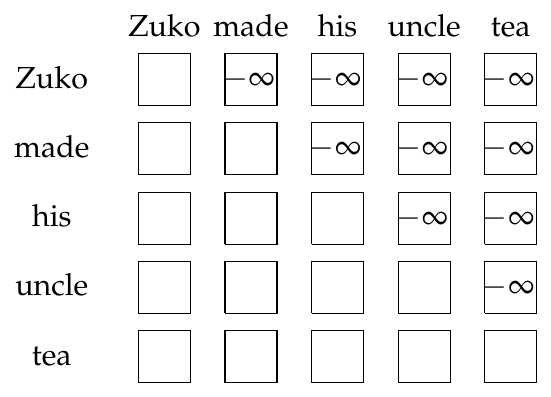 Zuko made his uncle tea
Zuko −∞ −∞ −∞ −∞
made −∞ −∞ −∞
his −∞ −∞
uncle −∞
tea